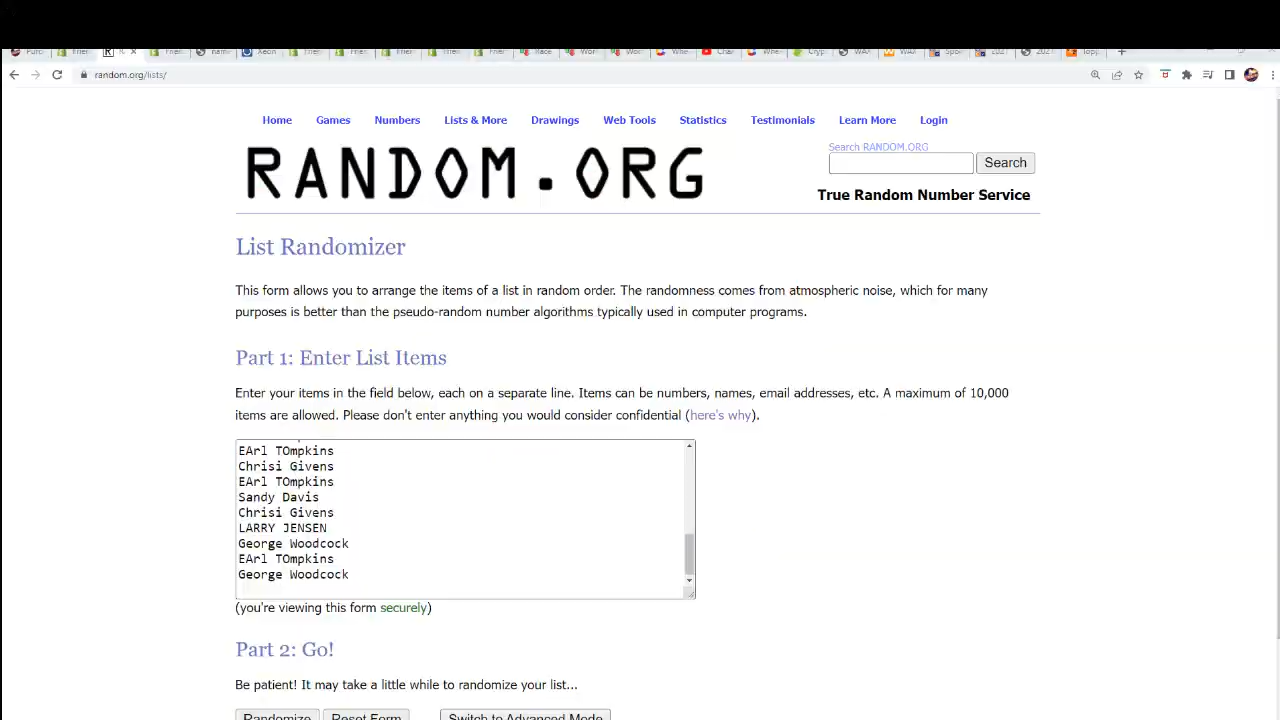 random.org/lists/
Home Games Numbers Lists & More Drawings Web Tools Statistics Testimonials Learn More Login
RANDOM.ORG
Search RANDOM.ORG
Search
True Random Number Service
List Randomizer
This form allows you to arrange the items of a list in random order. The randomness comes from atmospheric noise, which for many
purposes is better than the pseudo-random number algorithms typically used in computer programs.
Part 1: Enter List Items
Enter your items in the field below, each on a separate line. Items can be numbers, names, email addresses, etc. A maximum of 10,000
items are allowed. Please don't enter anything you would consider confidential (here's why).
EArl TOmpkins
Chrisi Givens
EArl TOmpkins
Sandy Davis
Chrisi Givens
LARRY JENSEN
George Woodcock
EArl TOmpkins
George Woodcock
(you're viewing this form securely)
Part 2: Go!
Be patient! It may take a little while to randomize your list...
Randomize Reset Form Switch to Advanced Mode